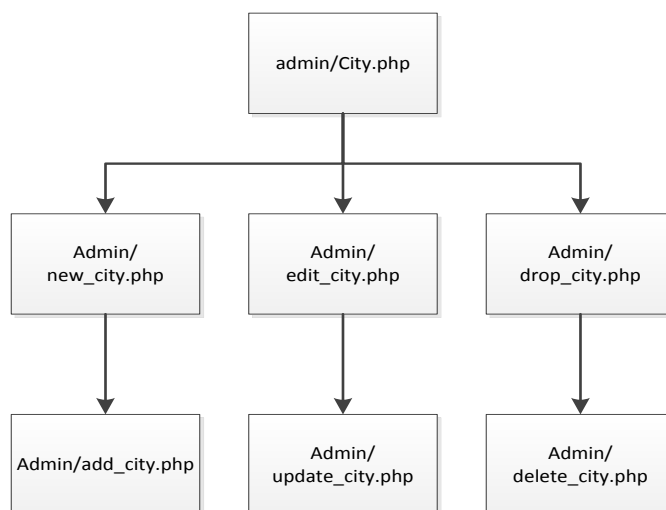 admin/City.php
Admin/
new_city.php
Admin/
edit_city.php
Admin/
drop_city.php
Admin/add_city.php
Admin/
update_city.php
Admin/
delete_city.php